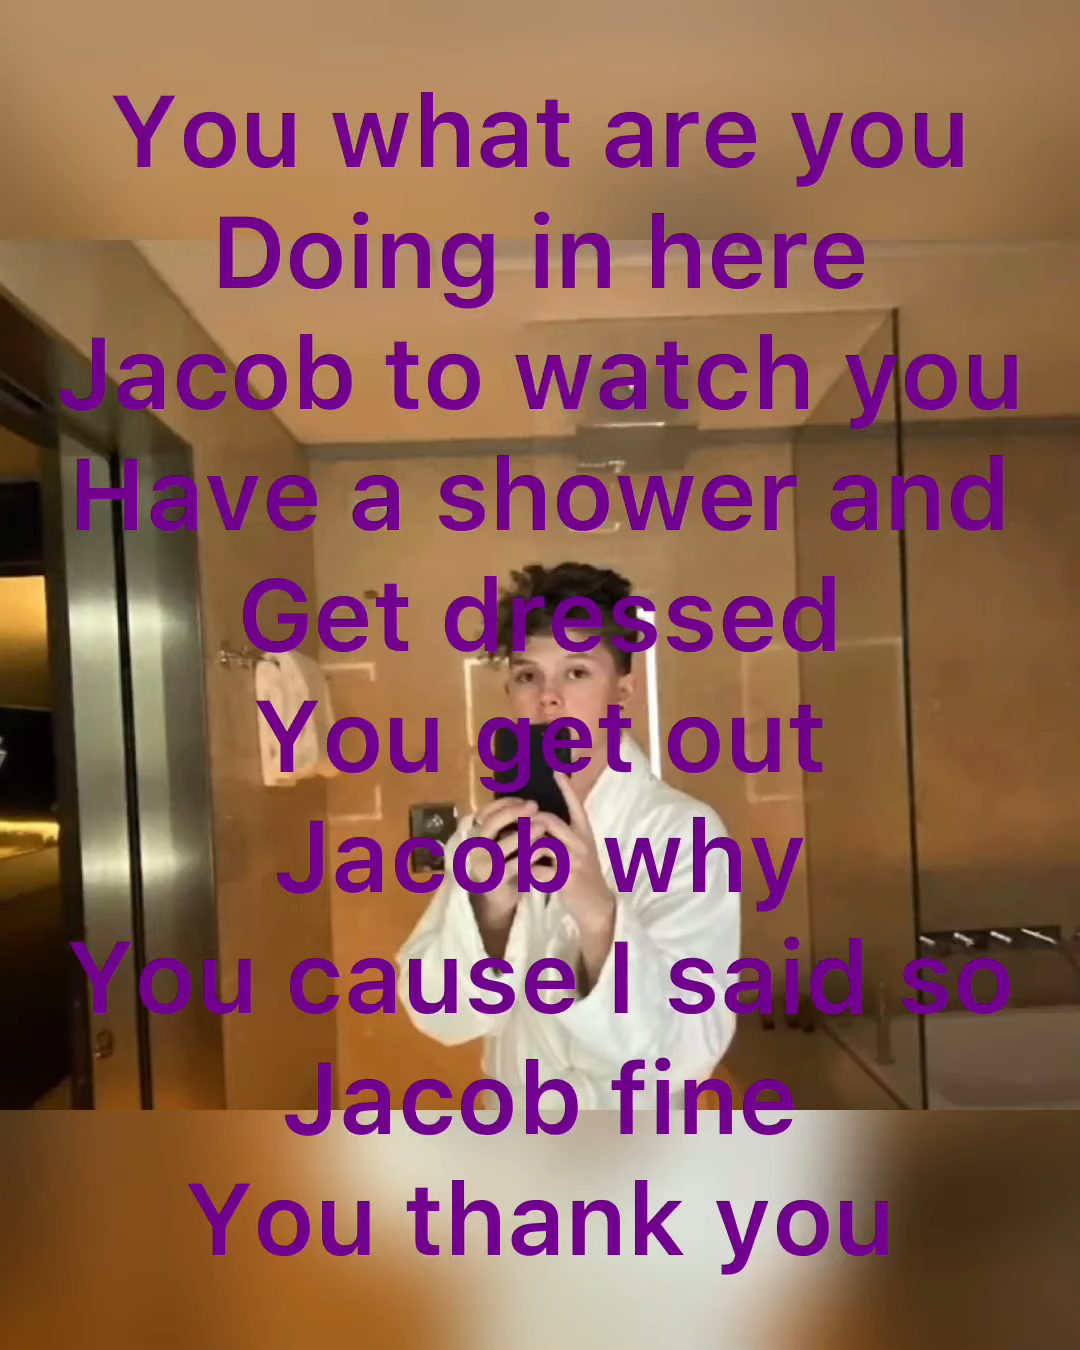 You what are you
Doing in here
Jacob to watch you
Have a shower and
Get dressed
You get out
Jacob why
You cause I said so
Jacob fine
You thank you